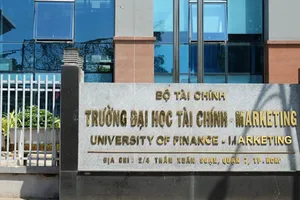 BỘ TÀI CHÍNH
TRƯỜNG ĐẠI HỌC TÀI CHÍNH - MARKETING
UNIVERSITY OF FINANCE - MARKETING
ĐỊA CHỈ : 2/4 TRẦN XUÂN SOẠN, QUẬN 7, TP-HCM